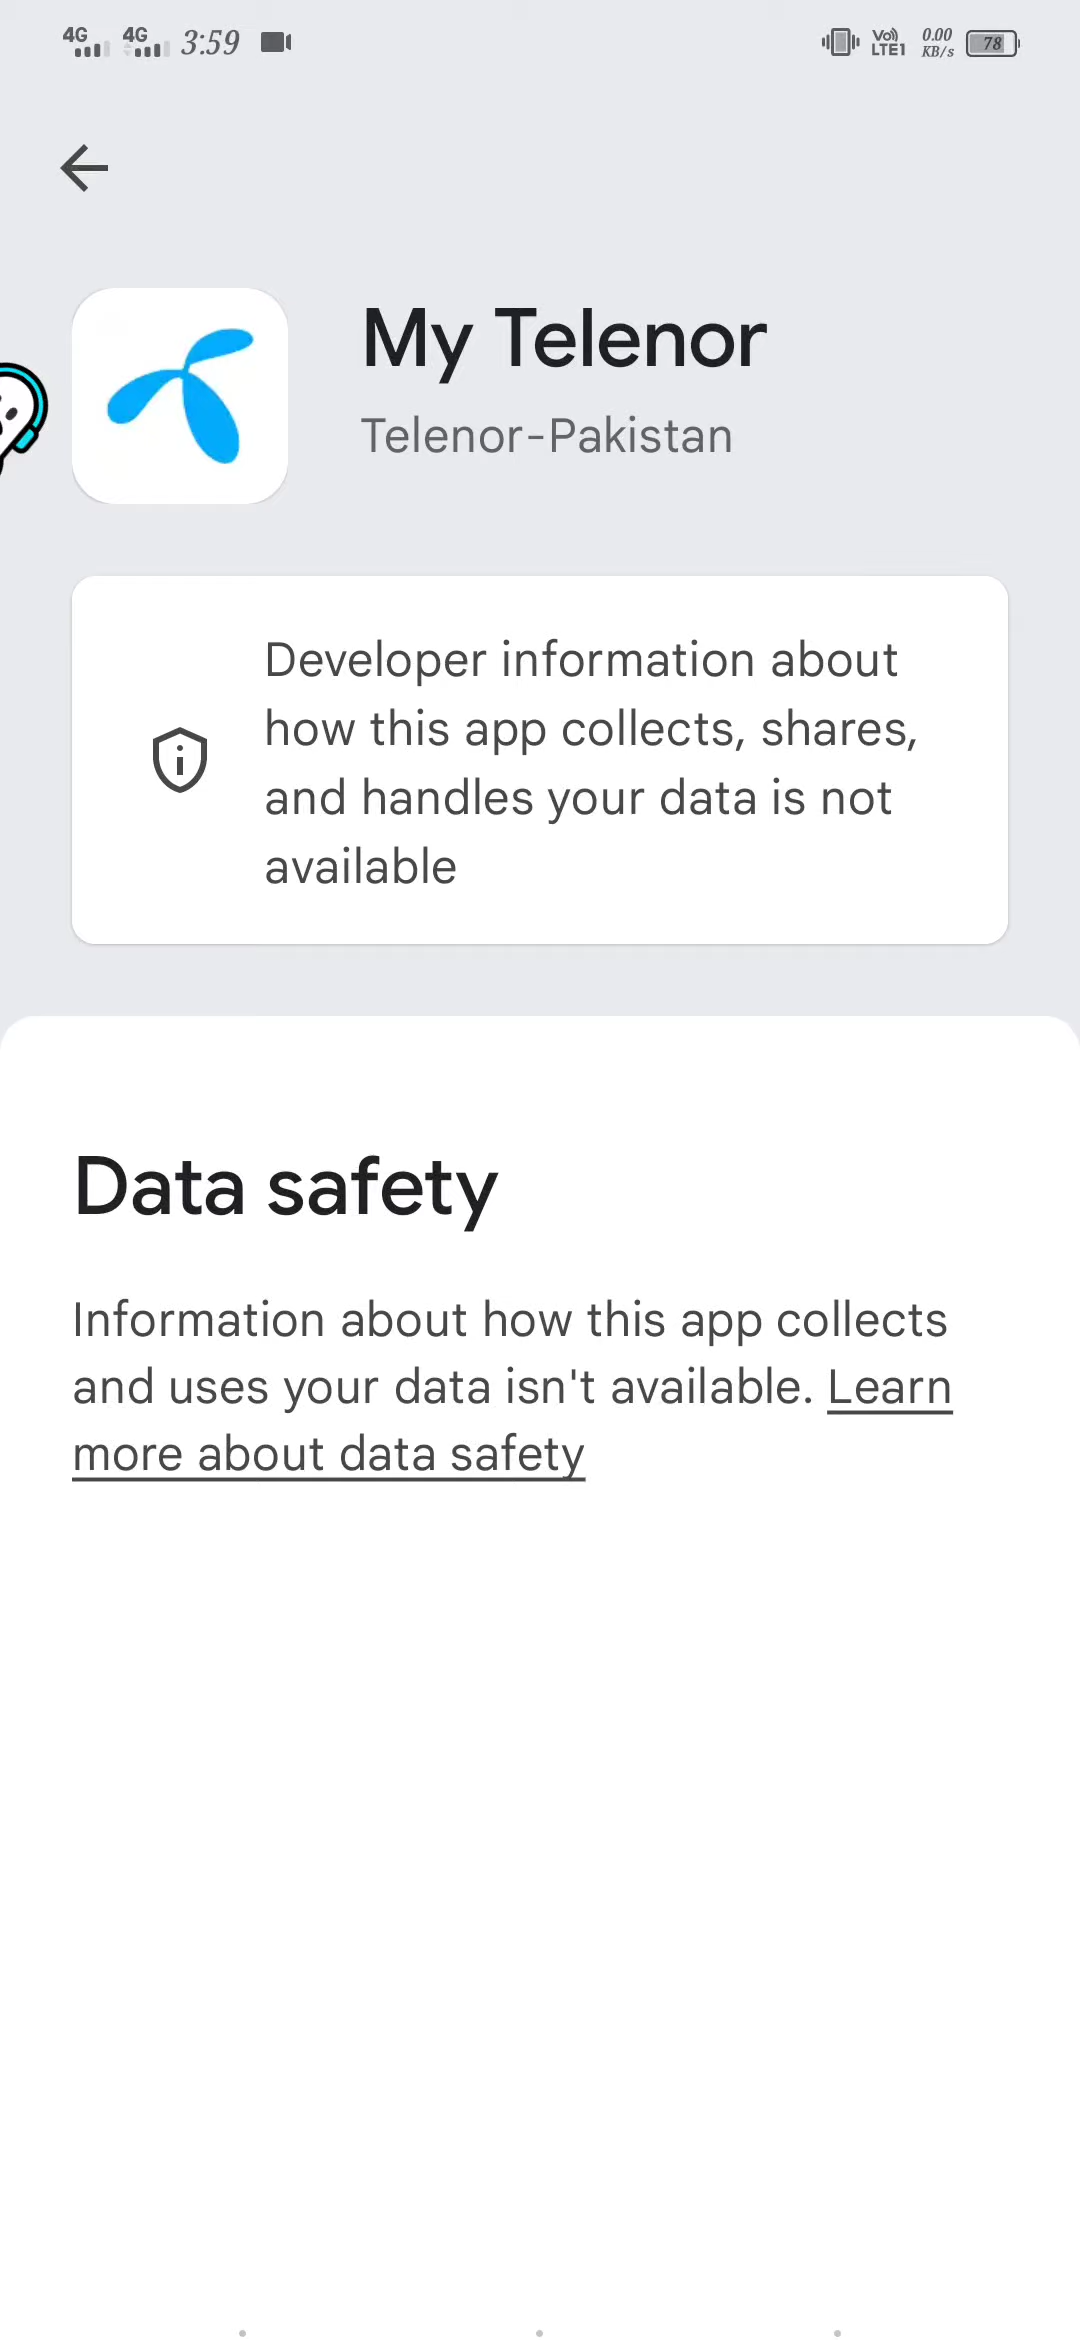 4G 4G 3:59 Vo) LTE1 0.00 KB/s 78
My Telenor
Telenor-Pakistan
Developer information about
how this app collects, shares,
and handles your data is not
available
Data safety
Information about how this app collects
and uses your data isn't available. Learn
more about data safety